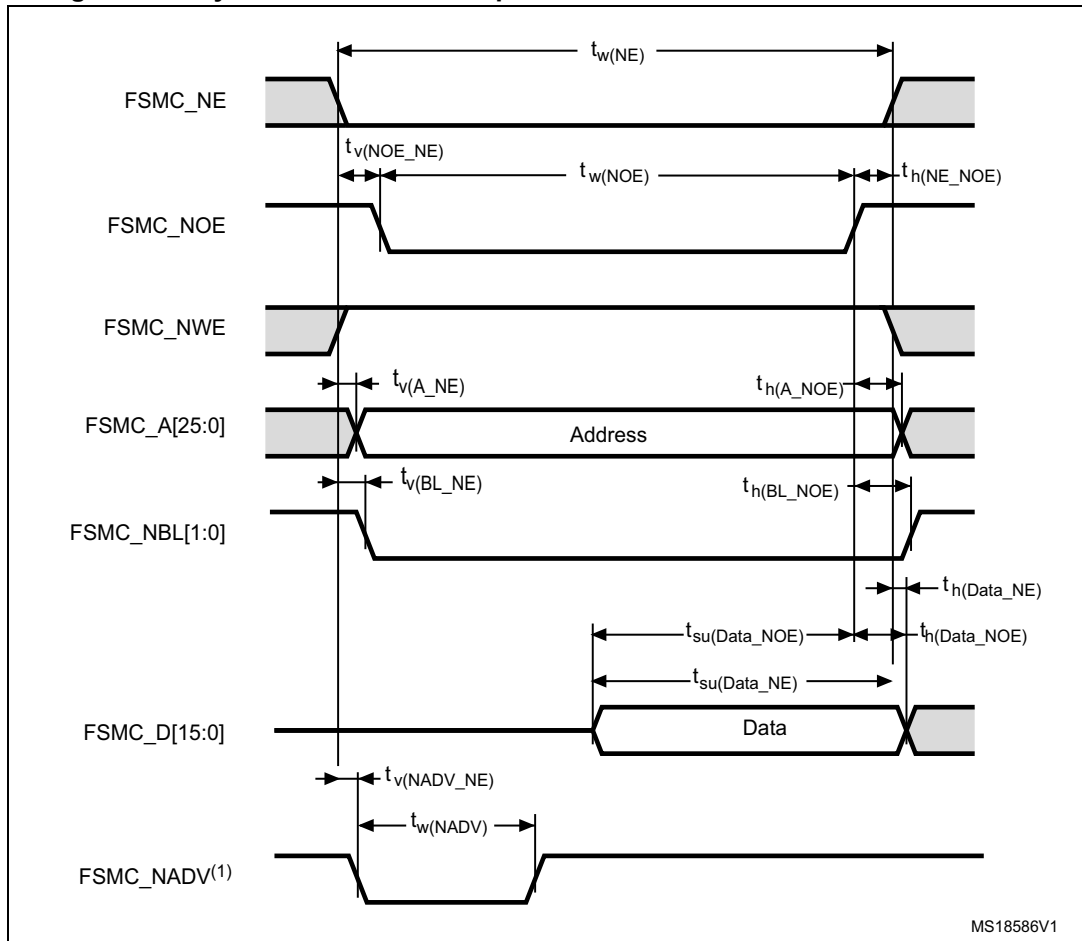 tw(NE)
FSMC_NE
tv(NOE_NE)
tw(NOE)
th(NE_NOE)
FSMC_NOE
FSMC_NWE
tv(A_NE)
th(A_NOE)
FSMC_A[25:0]
Address
tv(BL_NE)
th(BL_NOE)
FSMC_NBL[1:0]
th(Data_NE)
tsu(Data_NOE)
th(Data_NOE)
tsu(Data_NE)
FSMC_D[15:0]
Data
tv(NADV_NE)
tw(NADV)
FSMC_NADV(1)
MS18586V1